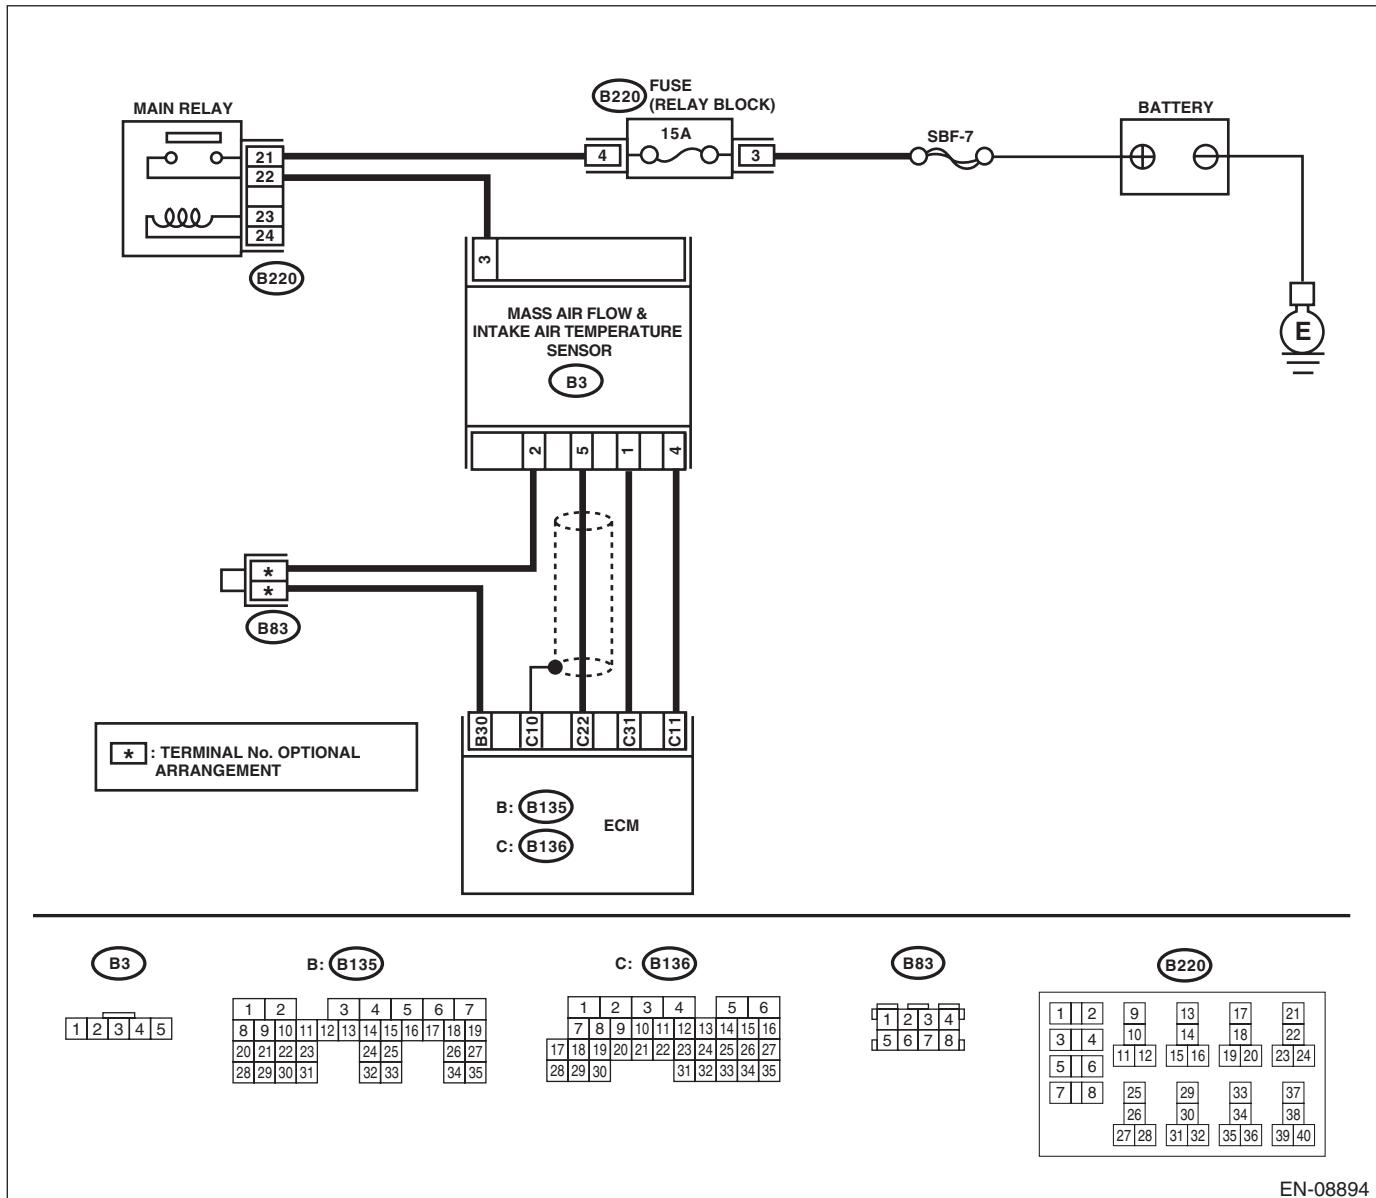 MAIN RELAY
B220
FUSE
(RELAY BLOCK)
15A
SBF-7
BATTERY
21
22
23
24
4
3
B220
3
MASS AIR FLOW &
INTAKE AIR TEMPERATURE
SENSOR
B3
E
2 5 1 4
*
*
B83
B30 C10 C22 C31 C11
* : TERMINAL No. OPTIONAL
ARRANGEMENT
B: B135
ECM
C: B136
B3
1 2 3 4 5
B: B135
1 2 3 4 5 6 7
8 9 10 11 12 13 14 15 16 17 18 19
20 21 22 23 24 25 26 27
28 29 30 31 32 33 34 35
C: B136
1 2 3 4 5 6
7 8 9 10 11 12 13 14 15 16
17 18 19 20 21 22 23 24 25 26 27
28 29 30 31 32 33 34 35
B83
1 2 3 4
5 6 7 8
B220
1 2 9 13 17 21
3 4 10 14 18 22
5 6 11 12 15 16 19 20 23 24
7 8 25 29 33 37
26 30 34 38
27 28 31 32 35 36 39 40
EN-08894